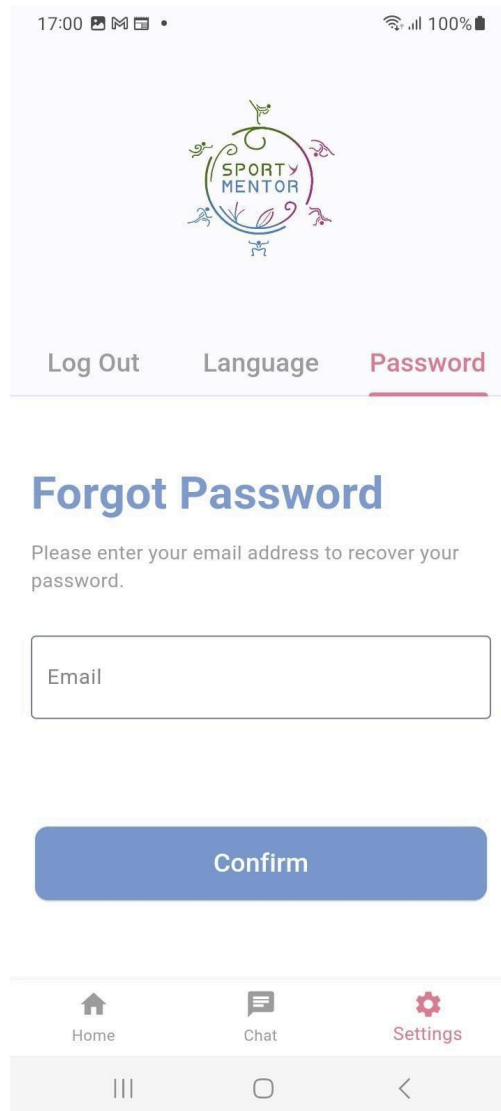 17:00
100%
SPORTY
MENTOR
Log Out Language Password
Forgot Password
Please enter your email address to recover your
password.
Email
Confirm
Home Chat Settings